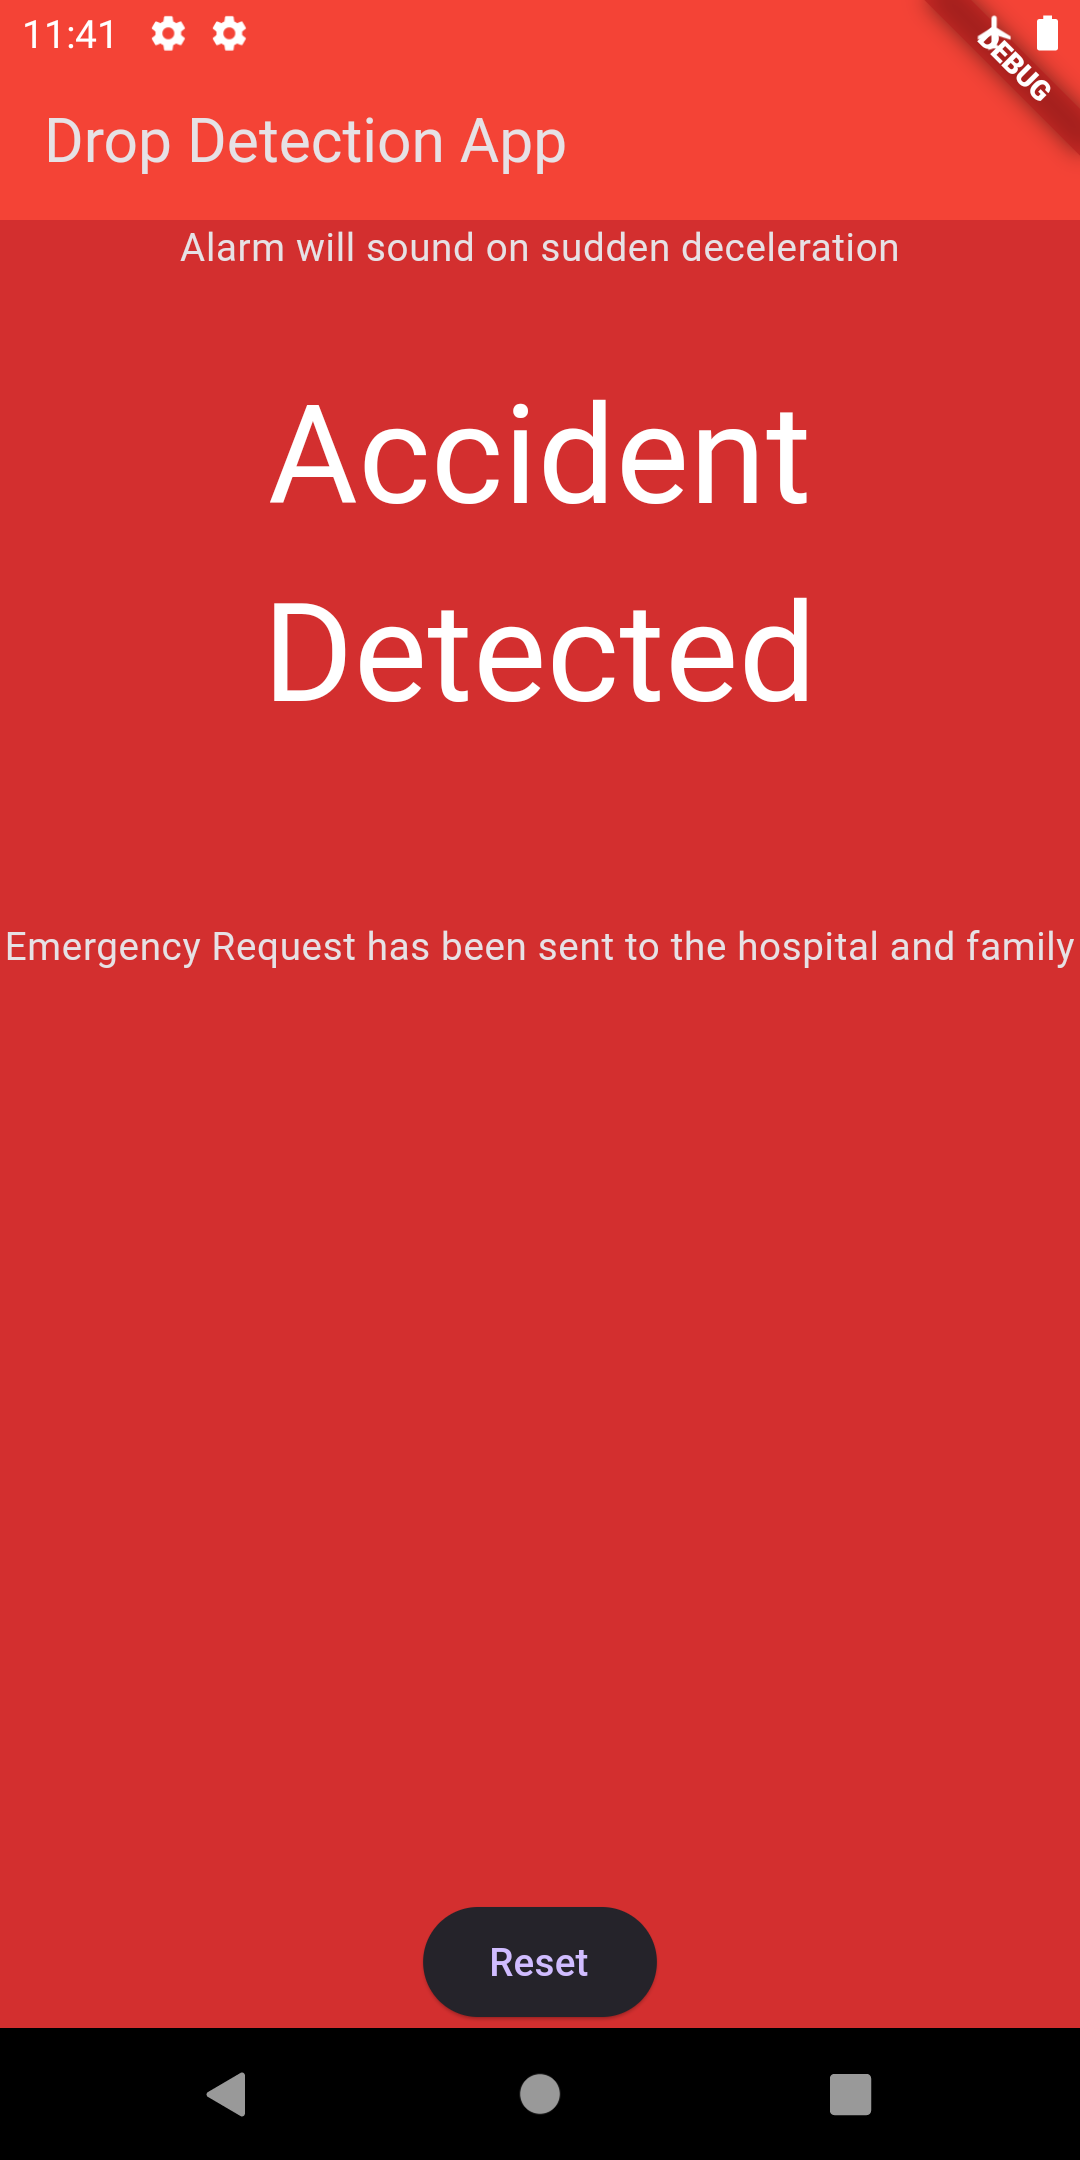 11:41
DEBUG
Drop Detection App
Alarm will sound on sudden deceleration
Accident
Detected
Emergency Request has been sent to the hospital and family
Reset